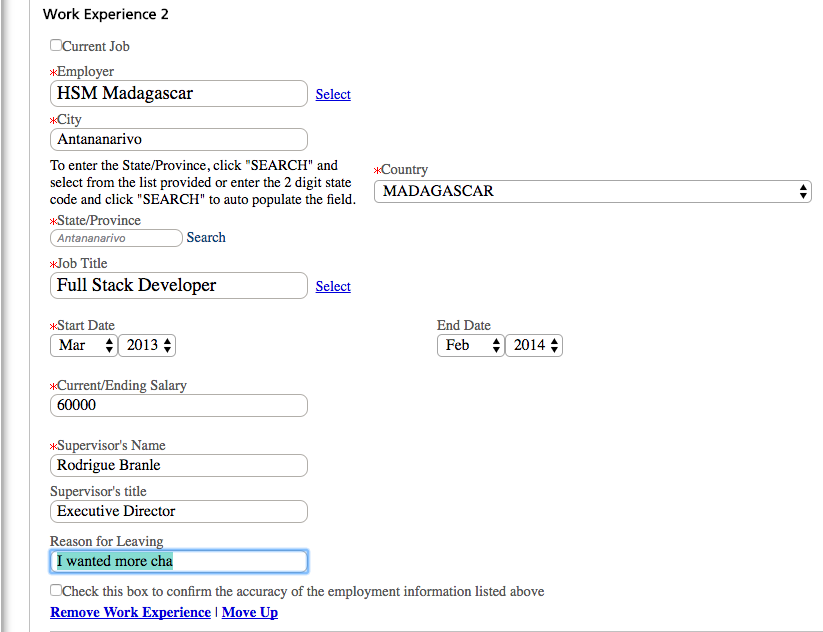 Work Experience 2
Current Job
*Employer
HSM Madagascar Select
*City
Antananarivo
To enter the State/Province, click "SEARCH" and
select from the list provided or enter the 2 digit state
code and click "SEARCH" to auto populate the field.
*Country
MADAGASCAR
*State/Province
Antananarivo Search
*Job Title
Full Stack Developer Select
*Start Date End Date
Mar 2013 Feb 2014
*Current/Ending Salary
60000
*Supervisor's Name
Rodrigue Branle
Supervisor's title
Executive Director
Reason for Leaving
I wanted more cha
Check this box to confirm the accuracy of the employment information listed above
Remove Work Experience | Move Up